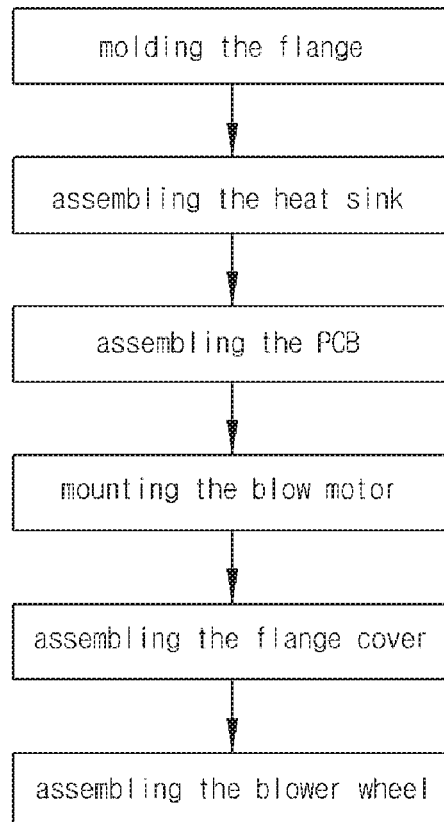 molding the flange
assembling the heat sink
assembling the PCB
mounting the blow motor
assembling the flange cover
assembling the blower wheel